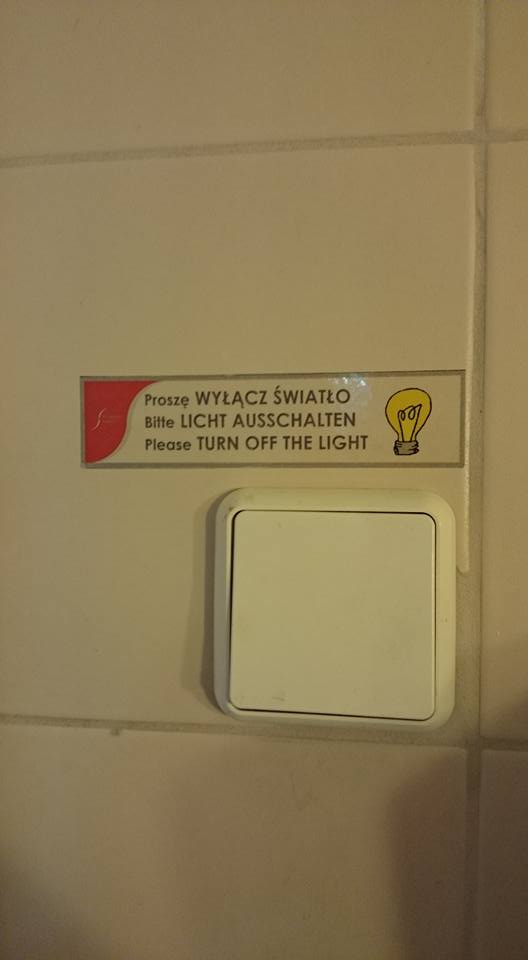 Proszę WYŁĄCZ ŚWIATŁO
Bitte LICHT AUSSCHALTEN
Please TURN OFF THE LIGHT